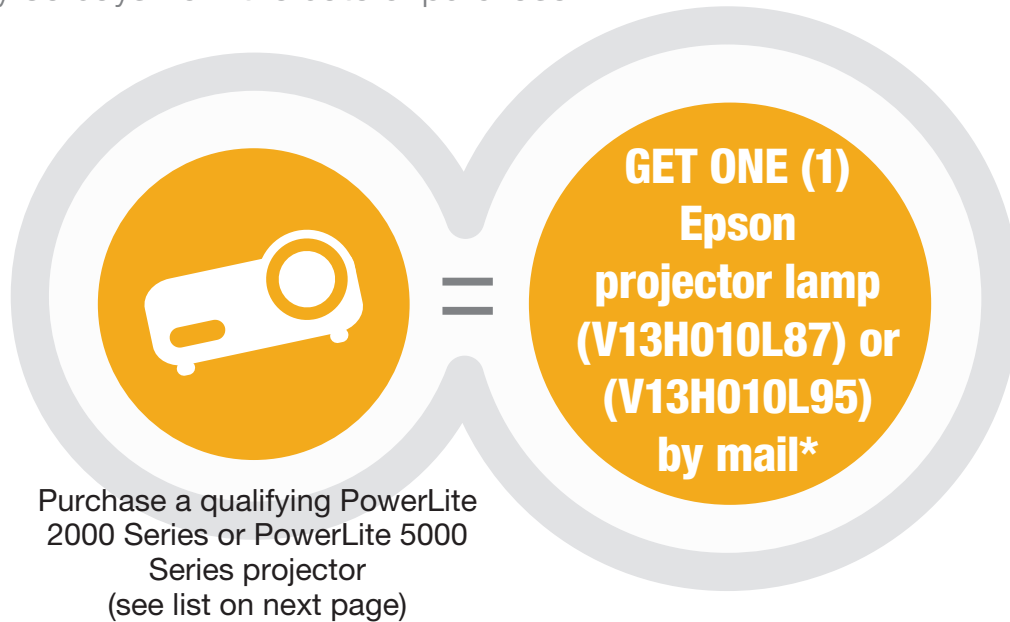 GET ONE (1)
Epson
projector lamp
(V13H010L87) or
(V13H010L95)
by mail*
=
Purchase a qualifying PowerLite
2000 Series or PowerLite 5000
Series projector
(see list on next page)